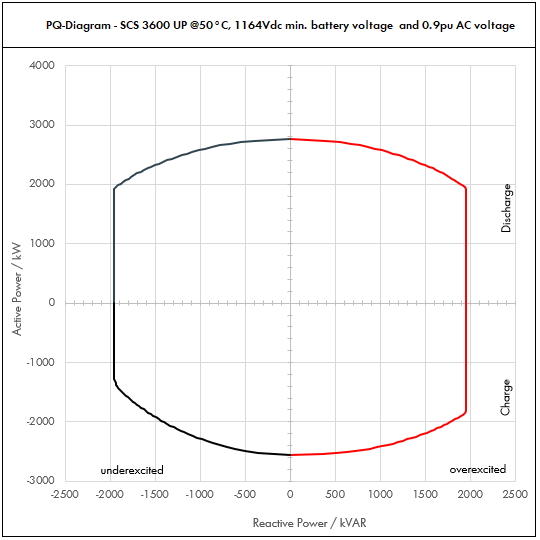 PQ-Diagram - SCS 3600 UP @50°C, 1164Vdc min. battery voltage and 0.9pu AC voltage
4000
3000
2000
1000
0
-1000
-2000
-3000
Active Power / kW
Discharge
Charge
underexcited
overexcited
-2500 -2000 -1500 -1000 -500 0 500 1000 1500 2000 2500
Reactive Power / kVAR